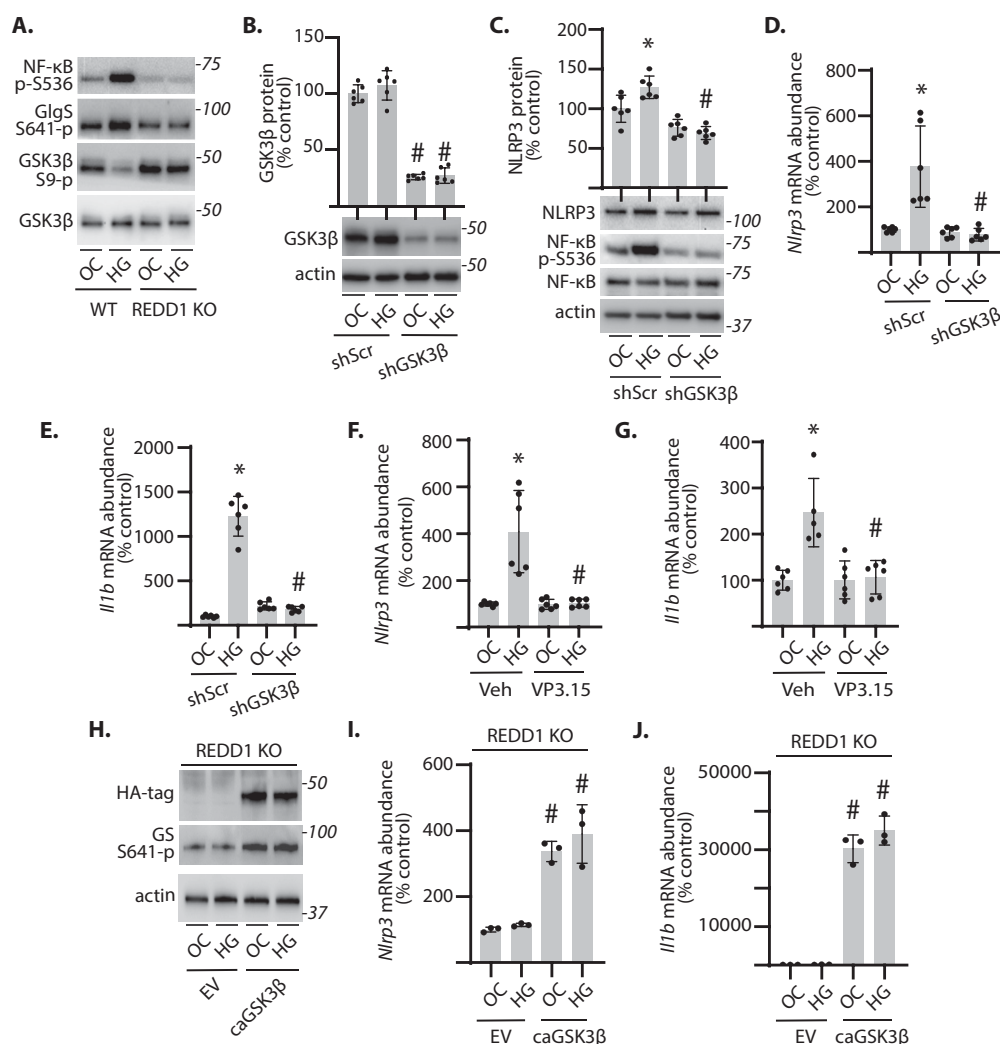 A.
NF-κB
p-S536
-75
GlgS
S641-p
-100
GSK3β
S9-p
-50
GSK3β
-50
OC HG OC HG
WT REDD1 KO
B.
GSK3β protein
(% control)
150
100
50
# #
GSK3β
-50
actin
-50
OC HG OC HG
shScr shGSK3β
C.
NLRP3 protein
(% control)
200
150
100
50
* #
NLRP3
-100
NF-κB
p-S536
-75
NF-κB
-75
actin
-37
OC HG OC HG
shScr shGSK3β
D.
Nlrp3 mRNA abundance
(% control)
800
600
400
200
* #
OC HG OC HG
shScr shGSK3β
E.
Il1b mRNA abundance
(% control)
2000
1500
1000
500
* #
OC HG OC HG
shScr shGSK3β
F.
Nlrp3 mRNA abundance
(% control)
800
600
400
200
* #
OC HG OC HG
Veh VP3.15
G.
Il1b mRNA abundance
(% control)
400
300
200
100
* #
OC HG OC HG
Veh VP3.15
H.
REDD1 KO
HA-tag
-50
GS
S641-p
-100
actin
-37
OC HG OC HG
EV caGSK3β
I.
REDD1 KO
Nlrp3 mRNA abundance
(% control)
600
400
200
# #
OC HG OC HG
EV caGSK3β
J.
REDD1 KO
Il1b mRNA abundance
(% control)
50000
30000
10000
# #
OC HG OC HG
EV caGSK3β